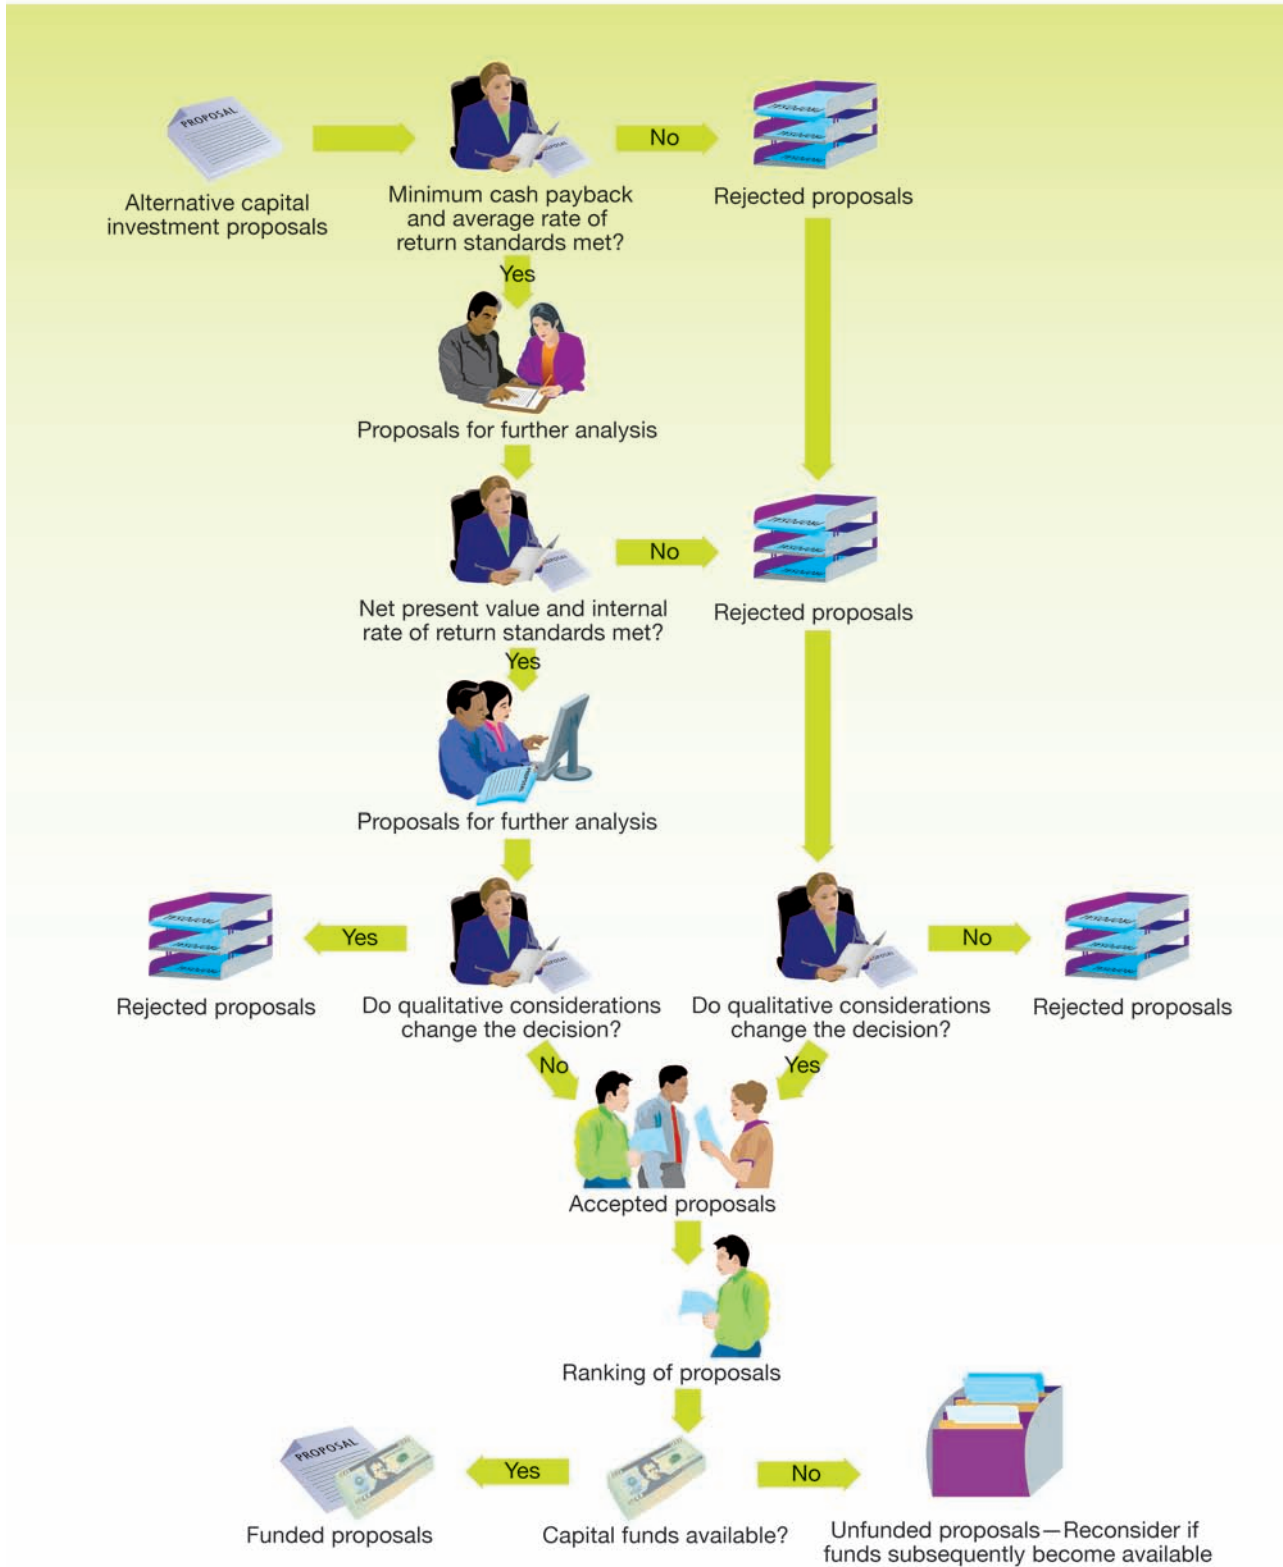 PROPOSAL
No
Alternative capital
investment proposals
Minimum cash payback
and average rate of
return standards met?
Rejected proposals
Yes
Proposals for further analysis
No
Net present value and internal
rate of return standards met?
Rejected proposals
Yes
Proposals for further analysis
Yes
No
Rejected proposals
Do qualitative considerations
change the decision?
Do qualitative considerations
change the decision?
Rejected proposals
No
Yes
Accepted proposals
Ranking of proposals
PROPOSAL
Yes
No
Funded proposals
Capital funds available?
Unfunded proposals—Reconsider if
funds subsequently become available